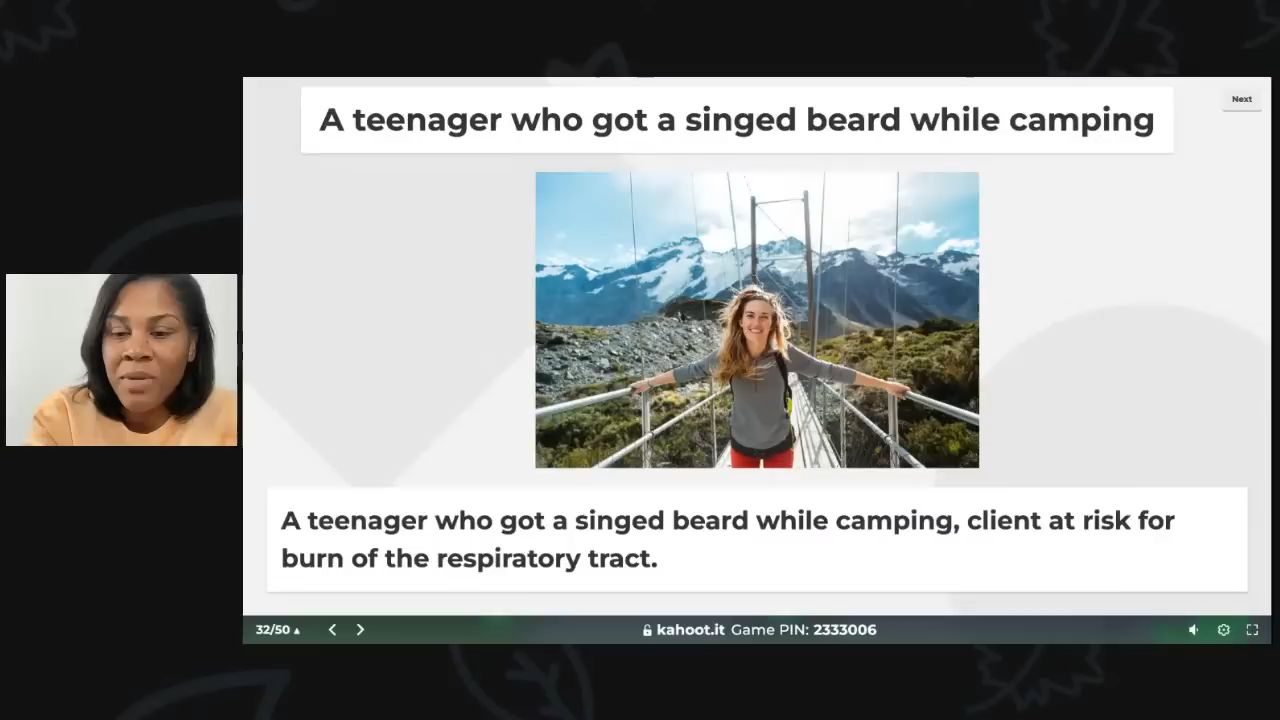 A teenager who got a singed beard while camping
Next
A teenager who got a singed beard while camping, client at risk for
burn of the respiratory tract.
32/50
kahoot.it Game PIN: 2333006